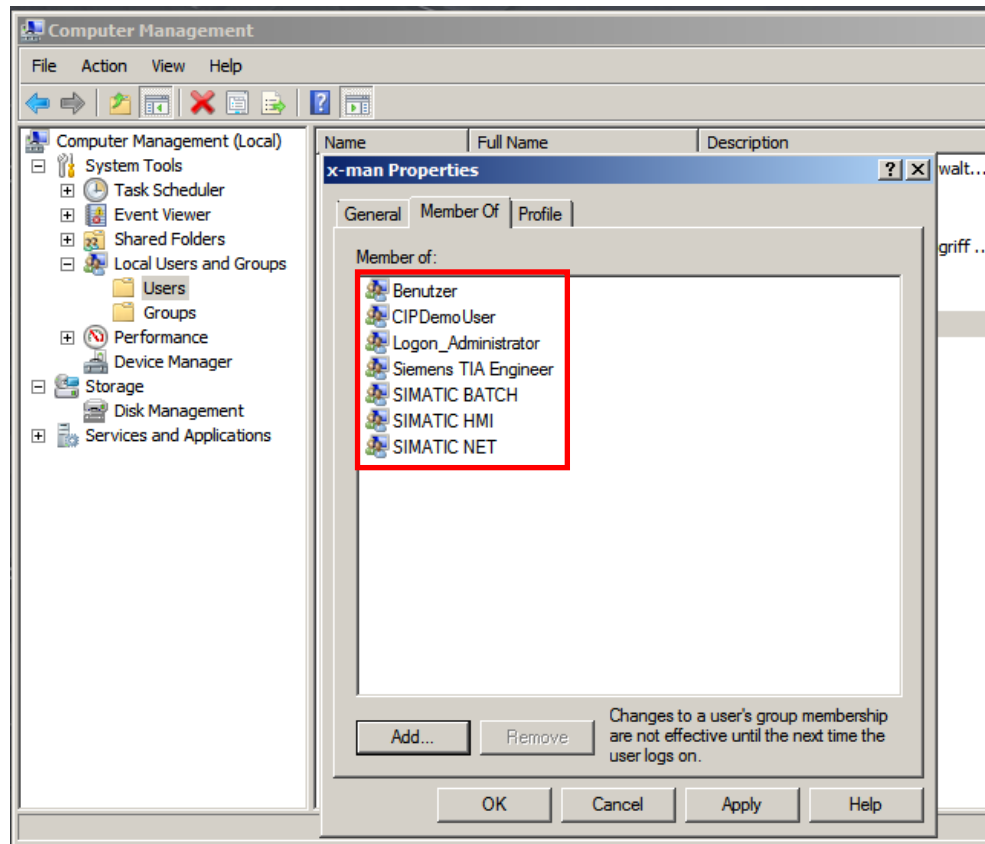 Computer Management
File Action View Help
Computer Management (Local)
System Tools
Task Scheduler
Event Viewer
Shared Folders
Local Users and Groups
Users
Groups
Performance
Device Manager
Storage
Disk Management
Services and Applications
Name Full Name Description
x-man Properties
walt...
griff ...
General Member Of Profile
Member of:
Benutzer
CIPDemoUser
Logon_Administrator
Siemens TIA Engineer
SIMATIC BATCH
SIMATIC HMI
SIMATIC NET
Add... Remove
Changes to a user's group membership
are not effective until the next time the
user logs on.
OK Cancel Apply Help